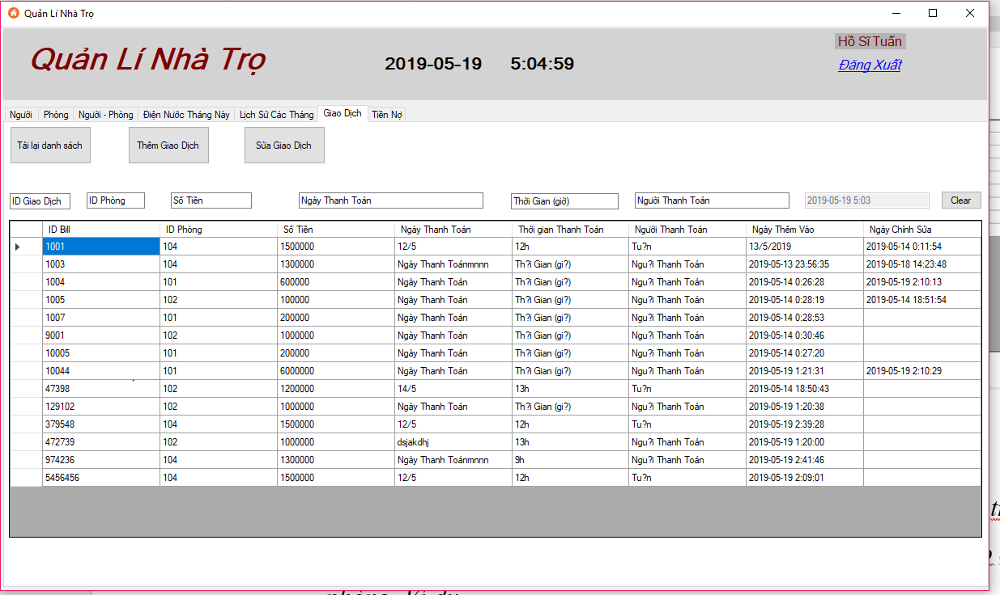 Quản Lí Nhà Trọ
Quản Lí Nhà Trọ 2019-05-19 5:04:59 Hồ Sĩ Tuấn
Đăng Xuất
Người Phòng Người - Phòng Điện Nước Tháng Này Lịch Sử Các Tháng Giao Dịch Tiền Nợ
Tải lại danh sách Thêm Giao Dịch Sửa Giao Dịch
ID Giao Dịch ID Phòng Số Tiền Ngày Thanh Toán Thời Gian (giờ) Người Thanh Toán 2019-05-19 5:03 Clear
ID Bill ID Phòng Số Tiền Ngày Thanh Toán Thời gian Thanh Toán Người Thanh Toán Ngày Thêm Vào Ngày Chỉnh Sửa
1001 104 1500000 12/5 12h Tu?n 13/5/2019 2019-05-14 0:11:54
1003 104 1300000 Ngày Thanh Toánmnnn Th?i Gian (gi?) Ngu?i Thanh Toán 2019-05-13 23:56:35 2019-05-18 14:23:48
1004 101 600000 Ngày Thanh Toán Th?i Gian (gi?) Ngu?i Thanh Toán 2019-05-14 0:26:28 2019-05-19 2:10:13
1005 102 100000 Ngày Thanh Toán Th?i Gian (gi?) Ngu?i Thanh Toán 2019-05-14 0:28:19 2019-05-14 18:51:54
1007 101 200000 Ngày Thanh Toán Th?i Gian (gi?) Ngu?i Thanh Toán 2019-05-14 0:28:53
9001 102 1000000 Ngày Thanh Toán Th?i Gian (gi?) Ngu?i Thanh Toán 2019-05-14 0:30:46
10005 101 200000 Ngày Thanh Toán Th?i Gian (gi?) Ngu?i Thanh Toán 2019-05-14 0:27:20
10044 101 6000000 Ngày Thanh Toán Th?i Gian (gi?) Ngu?i Thanh Toán 2019-05-19 1:21:31 2019-05-19 2:10:29
47398 102 1200000 14/5 13h Tu?n 2019-05-14 18:50:43
129102 102 1000000 Ngày Thanh Toán Th?i Gian (gi?) Ngu?i Thanh Toán 2019-05-19 1:20:38
379548 104 1500000 12/5 12h Tu?n 2019-05-19 2:39:28
472739 102 1000000 dsjakdhj 13h Ngu?i Thanh Toán 2019-05-19 1:20:00
974236 104 1300000 Ngày Thanh Toánmnnn 9h Ngu?i Thanh Toán 2019-05-19 2:41:46
5456456 104 1500000 12/5 12h Tu?n 2019-05-19 2:09:01